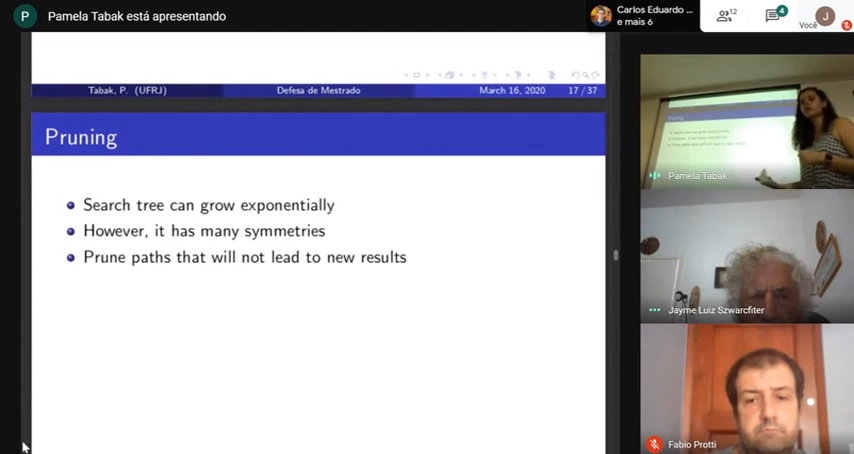 P
Pamela Tabak está apresentando
Carlos Eduardo ...
e mais 6
12
4
J
Você
Tabak, P. (UFRJ)
Defesa de Mestrado
March 16, 2020
17 / 37
Pruning
Search tree can grow exponentially
However, it has many symmetries
Prune paths that will not lead to new results
Pruning
Pamela Tabak
Jayme Luiz Szwarcfiter
Fabio Protti